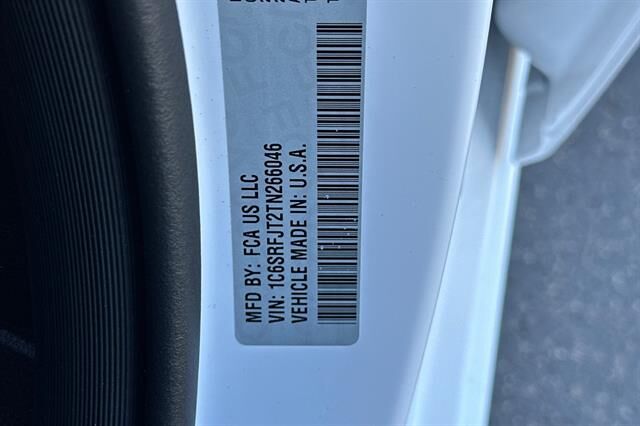 MFD BY: FCA US LLC
VIN: 1C6SRFJT2TN266046
VEHICLE MADE IN: U.S.A.